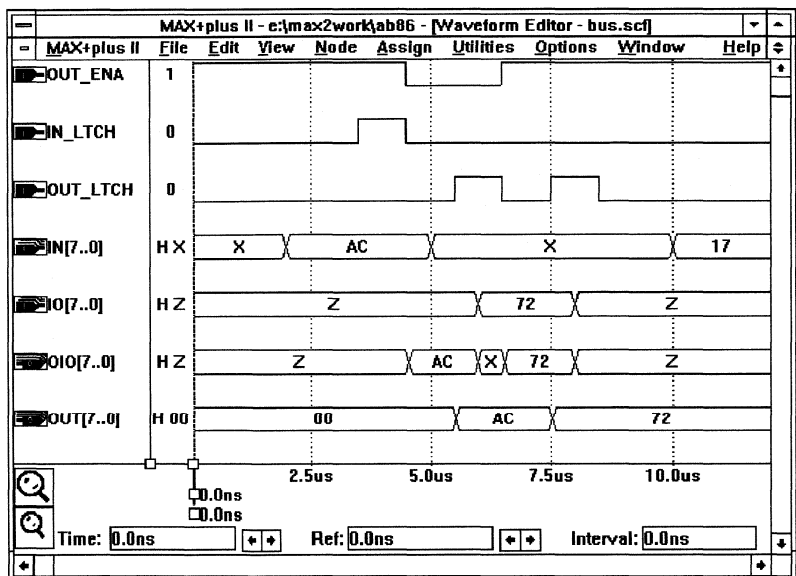 MAX+plus II - e:\max2work\ab86 - [Waveform Editor - bus.scf]
MAX+plus II File Edit View Node Assign Utilities Options Window Help
OUT_ENA 1
IN_LTCH 0
OUT_LTCH 0
IN[7..0] H X X AC X 17
IO[7..0] H Z Z 72 Z
OIO[7..0] H Z Z AC X 72 Z
OUT[7..0] H 00 00 AC 72
2.5us 5.0us 7.5us 10.0us
0.0ns
0.0ns
Time: 0.0ns Ref: 0.0ns Interval: 0.0ns